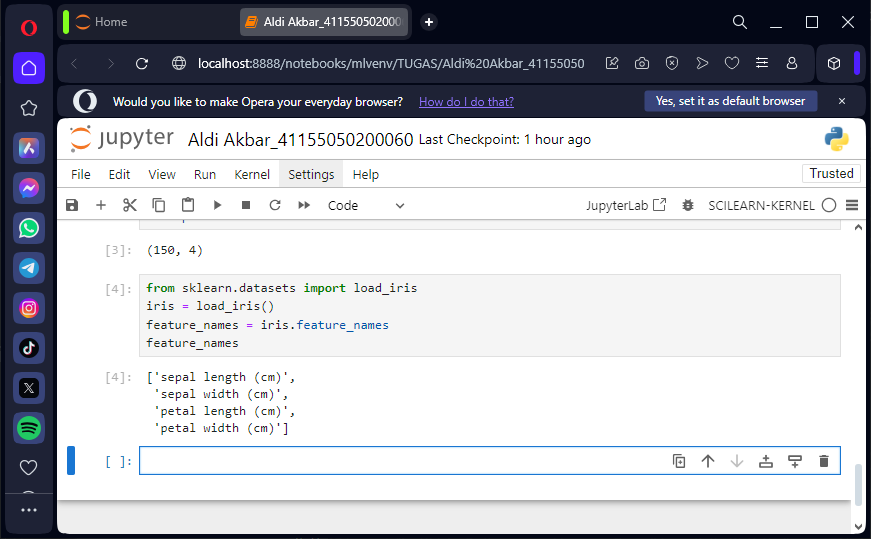 Home
Aldi Akbar_41155050200
localhost:8888/notebooks/mlvenv/TUGAS/Aldi%20Akbar_41155050
Would you like to make Opera your everyday browser? How do I do that? Yes, set it as default browser
jupyter Aldi Akbar_41155050200060 Last Checkpoint: 1 hour ago
File Edit View Run Kernel Settings Help Trusted
Code JupyterLab SCILEARN-KERNEL
[3]: (150, 4)
[4]: from sklearn.datasets import load_iris
iris = load_iris()
feature_names = iris.feature_names
feature_names
[4]: ['sepal length (cm)',
'sepal width (cm)',
'petal length (cm)',
'petal width (cm)']
[ ]: